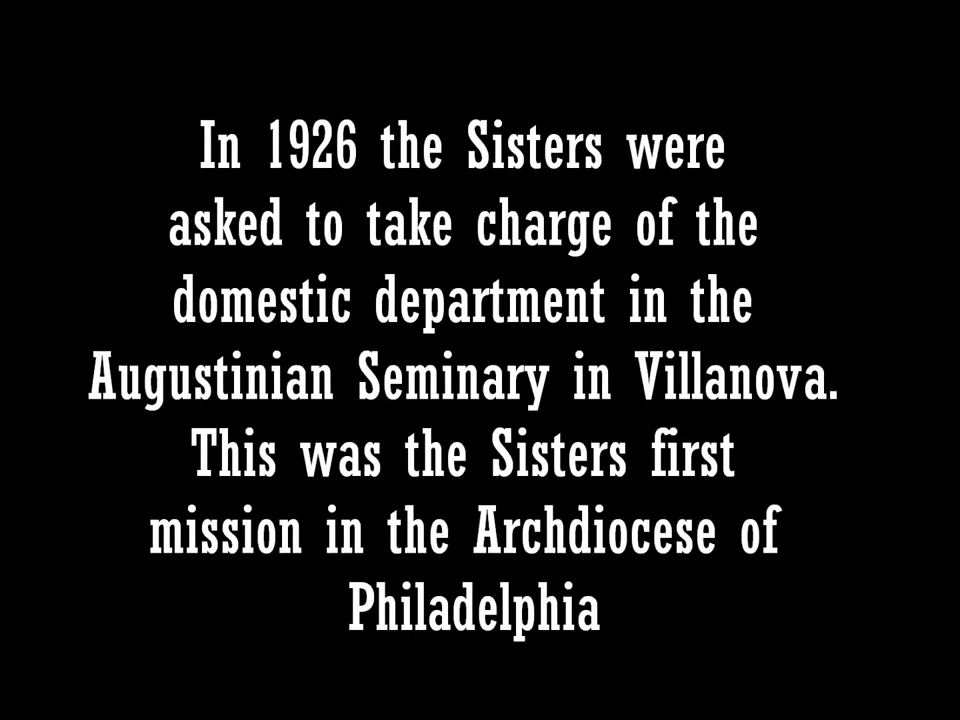 In 1926 the Sisters were
asked to take charge of the
domestic department in the
Augustinian Seminary in Villanova.
This was the Sisters first
mission in the Archdiocese of
Philadelphia